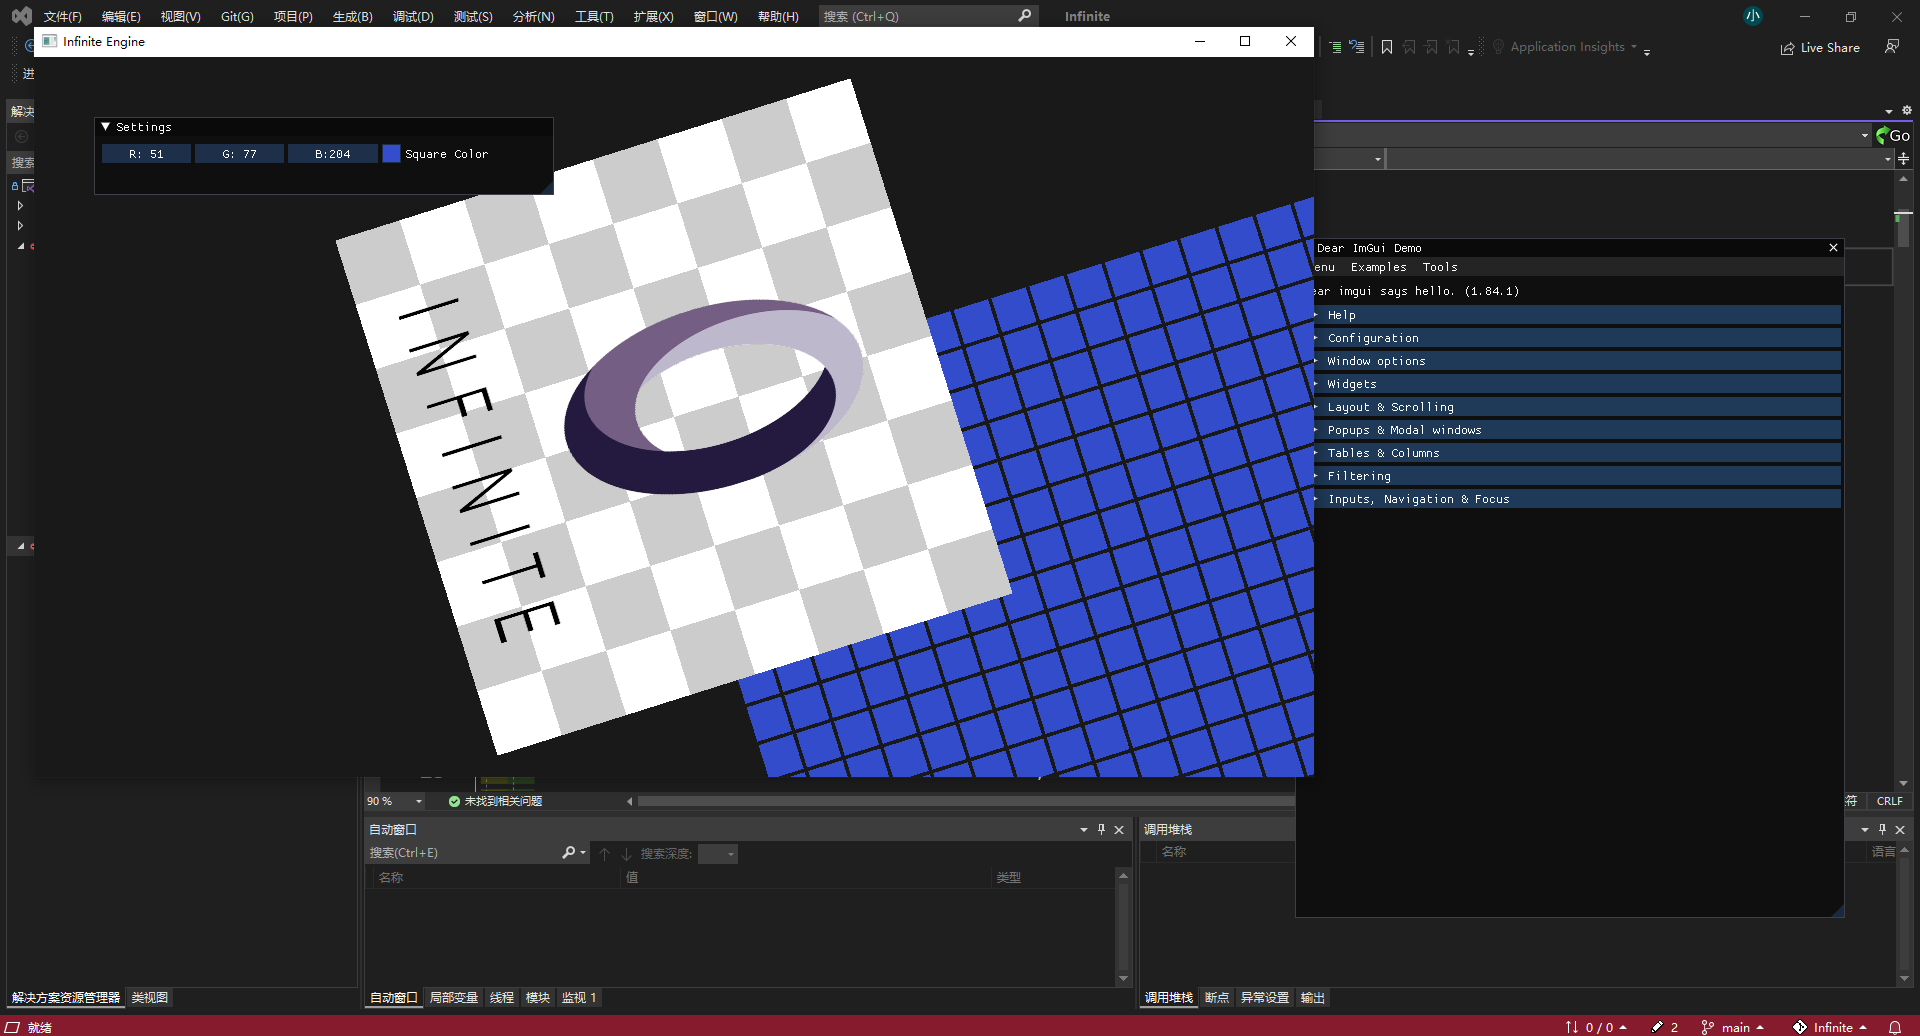 文件(F) 编辑(E) 视图(V) Git(G) 项目(P) 生成(B) 调试(D) 测试(S) 分析(N) 工具(T) 扩展(X) 窗口(W) 帮助(H) 搜索 (Ctrl+Q) Infinite 小
Infinite Engine
Application Insights Live Share
进
解决
Settings
R: 51 G: 77 B:204 Square Color
Go
搜索
INFINITE
Dear ImGui Demo
enu Examples Tools
ear imgui says hello. (1.84.1)
Help
Configuration
Window options
Widgets
Layout & Scrolling
Popups & Modal windows
Tables & Columns
Filtering
Inputs, Navigation & Focus
90 % 未找到相关问题 符 CRLF
自动窗口 调用堆栈
搜索(Ctrl+E) 搜索深度: 名称 语言
名称 值 类型
解决方案资源管理器 类视图 自动窗口 局部变量 线程 模块 监视 1 调用堆栈 断点 异常设置 输出
就绪 0 / 0 2 main Infinite